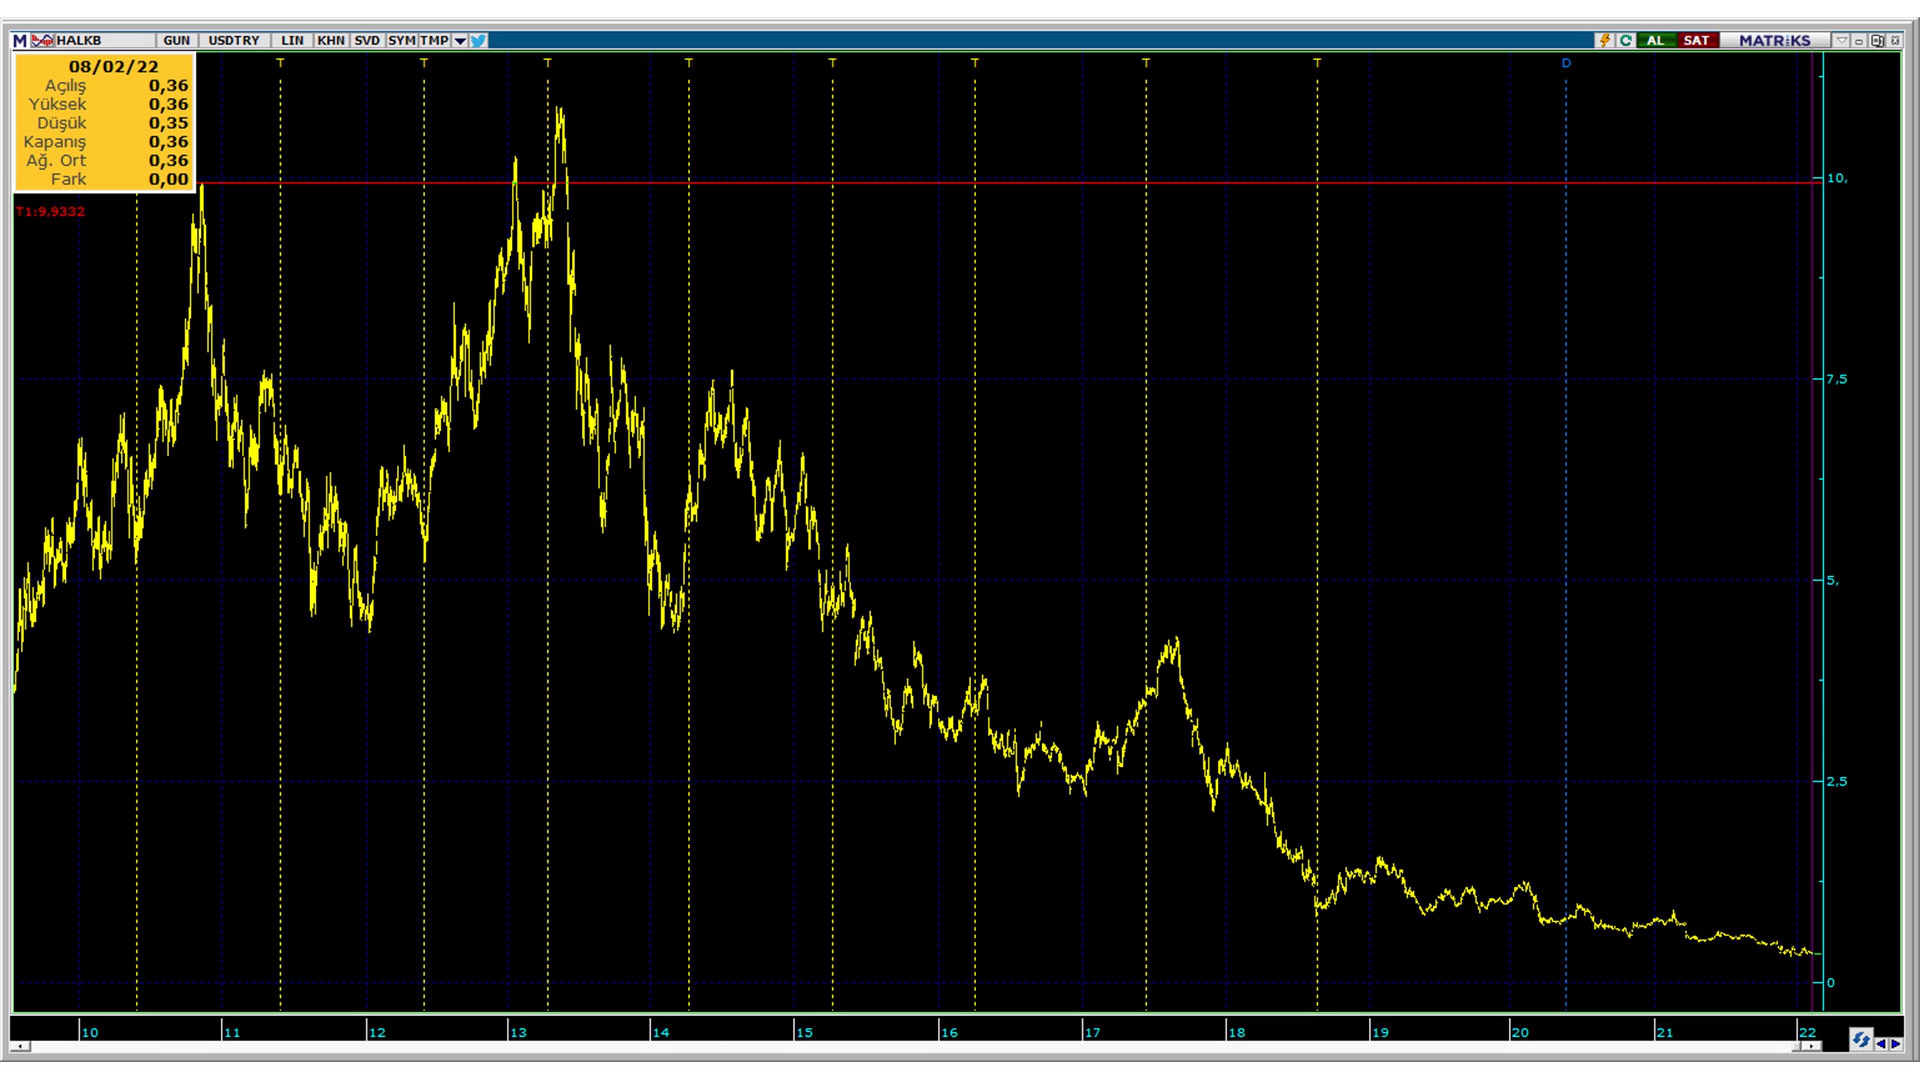 M HALKB GUN USDTRY LIN KHN SVD SYM TMP AL SAT MATRiKS
08/02/22
Açılış 0,36
Yüksek 0,36
Düşük 0,35
Kapanış 0,36
Ağ. Ort 0,36
Fark 0,00
T T T T T T T T D
T1:9,9332
10,
7,5
5,
2,5
0
10 11 12 13 14 15 16 17 18 19 20 21 22